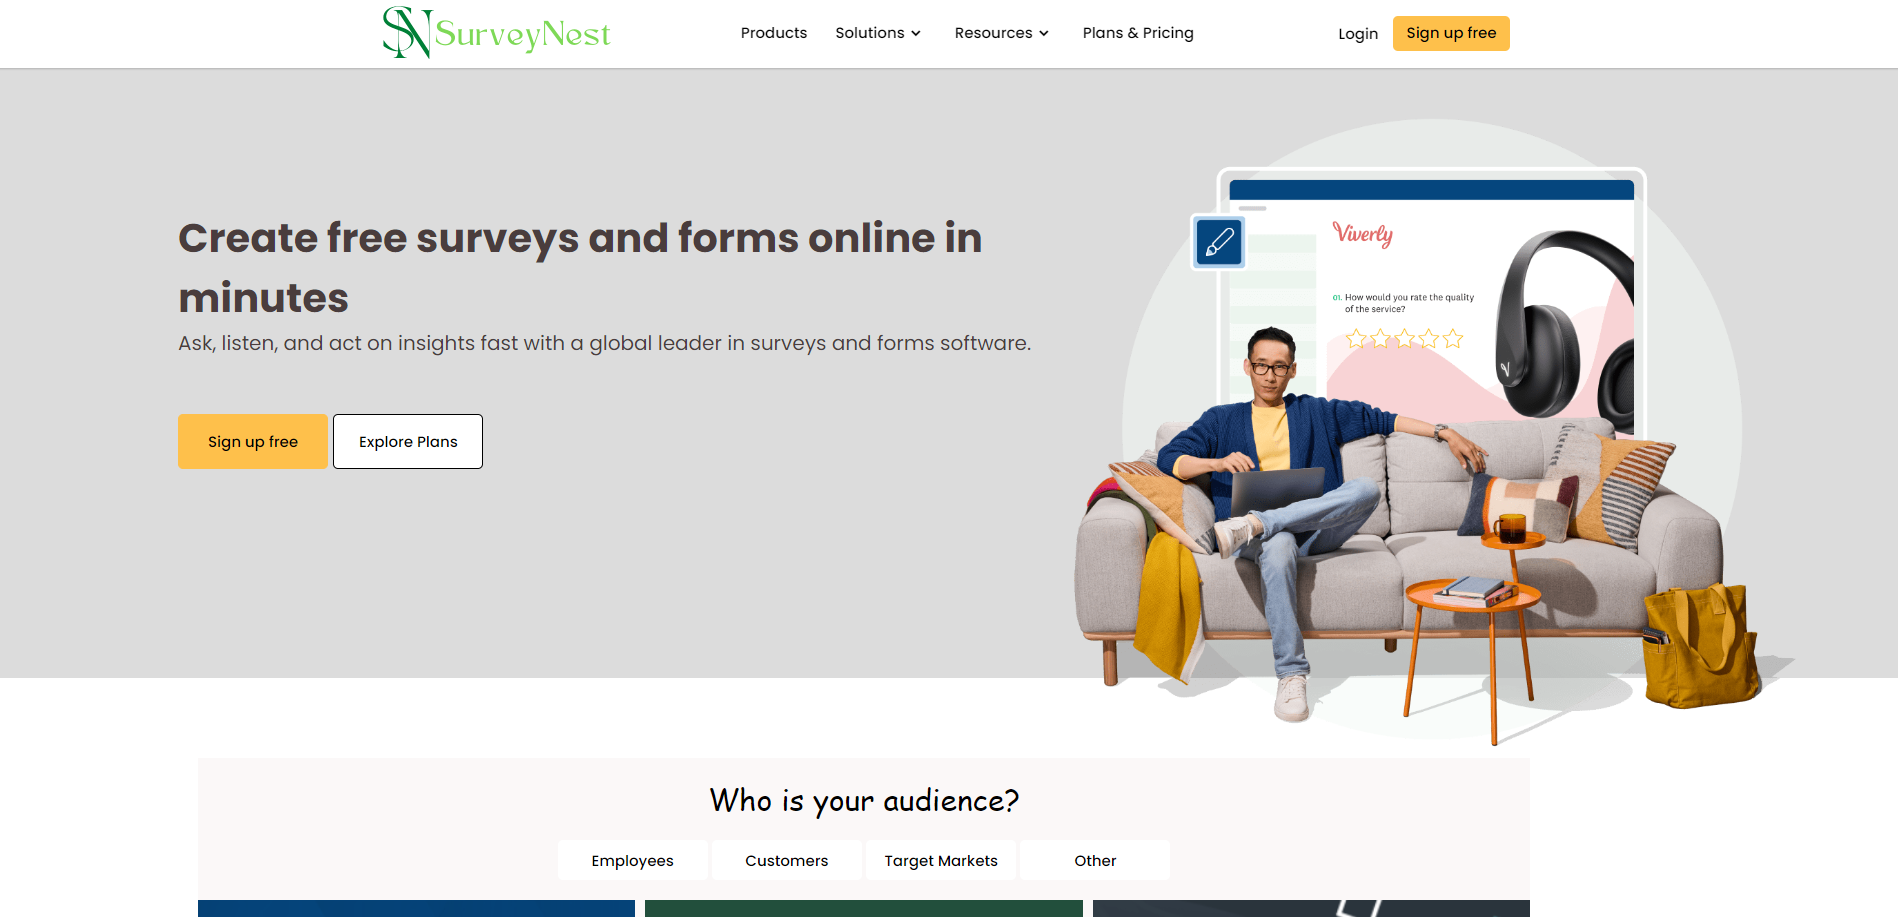 SN SurveyNest
Products Solutions Resources Plans & Pricing Login Sign up free
Create free surveys and forms online in
minutes
Ask, listen, and act on insights fast with a global leader in surveys and forms software.
Sign up free Explore Plans
Viverly
01. How would you rate the quality
of the service?
Who is your audience?
Employees Customers Target Markets Other